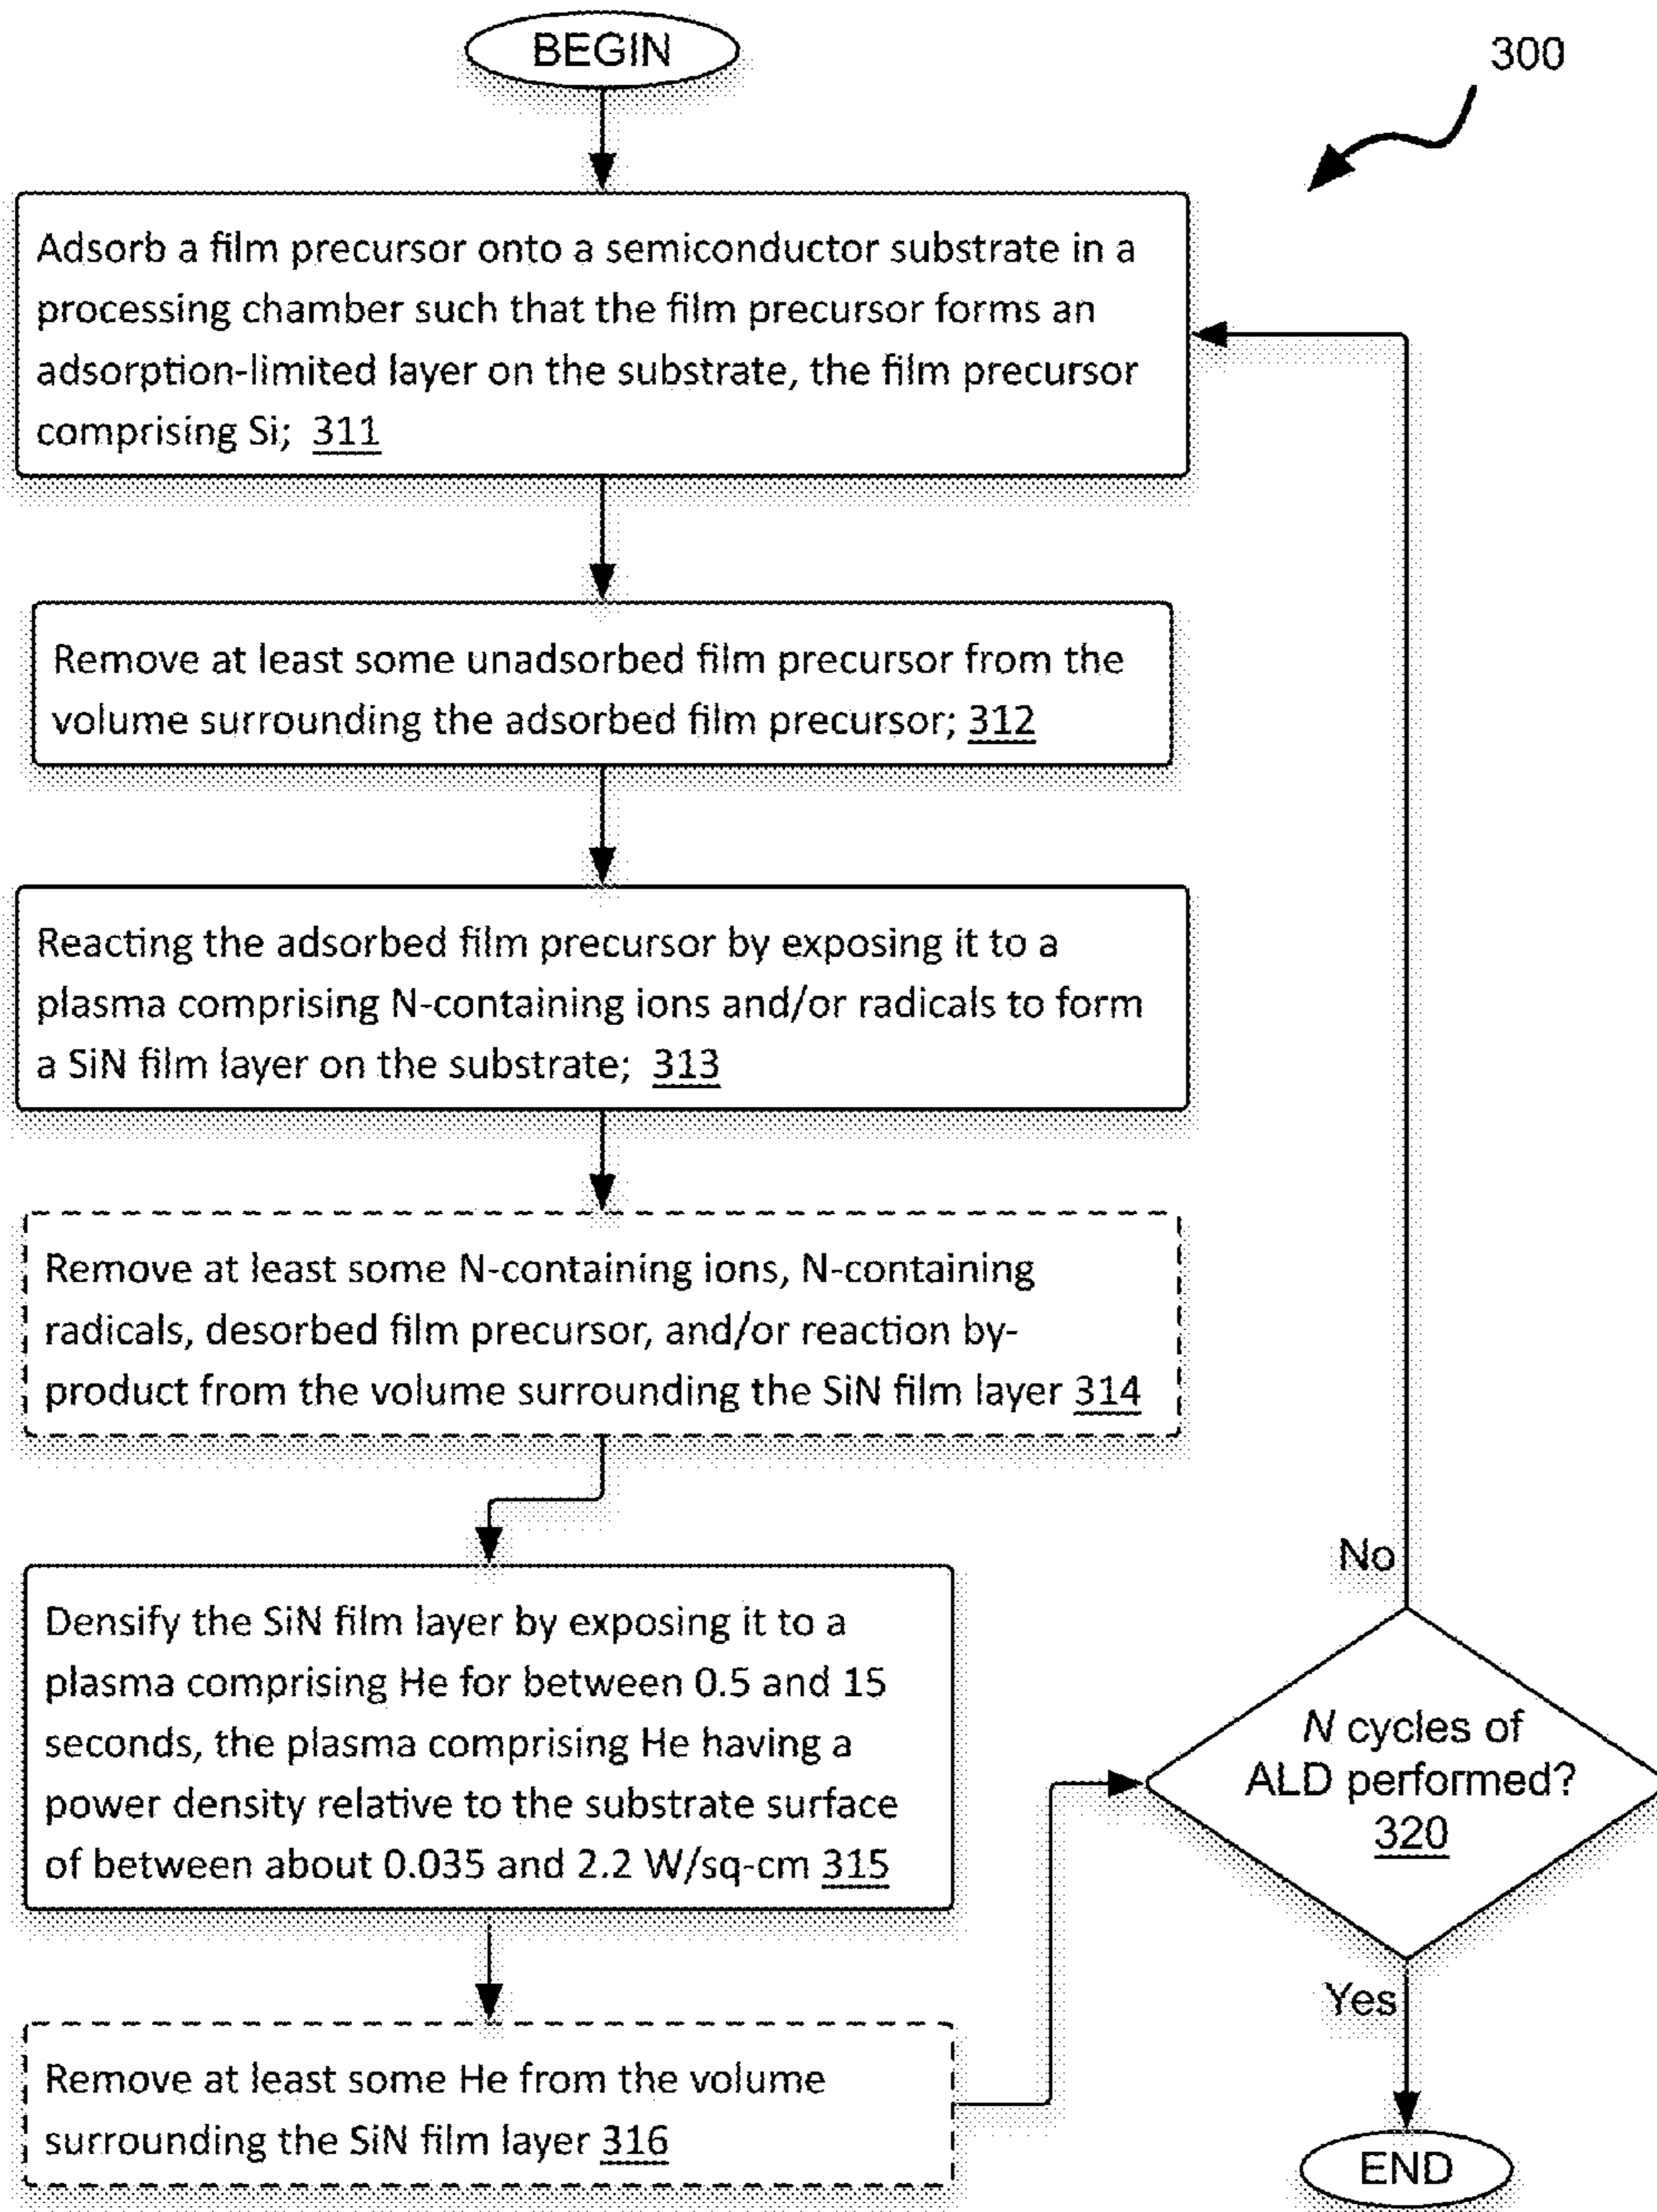 BEGIN
300
Adsorb a film precursor onto a semiconductor substrate in a
processing chamber such that the film precursor forms an
adsorption-limited layer on the substrate, the film precursor
comprising Si; 311
Remove at least some unadsorbed film precursor from the
volume surrounding the adsorbed film precursor; 312
Reacting the adsorbed film precursor by exposing it to a
plasma comprising N-containing ions and/or radicals to form
a SiN film layer on the substrate; 313
Remove at least some N-containing ions, N-containing
radicals, desorbed film precursor, and/or reaction by-
product from the volume surrounding the SiN film layer 314
Densify the SiN film layer by exposing it to a
plasma comprising He for between 0.5 and 15
seconds, the plasma comprising He having a
power density relative to the substrate surface
of between about 0.035 and 2.2 W/sq-cm 315
Remove at least some He from the volume
surrounding the SiN film layer 316
No
N cycles of
ALD performed?
320
Yes
END